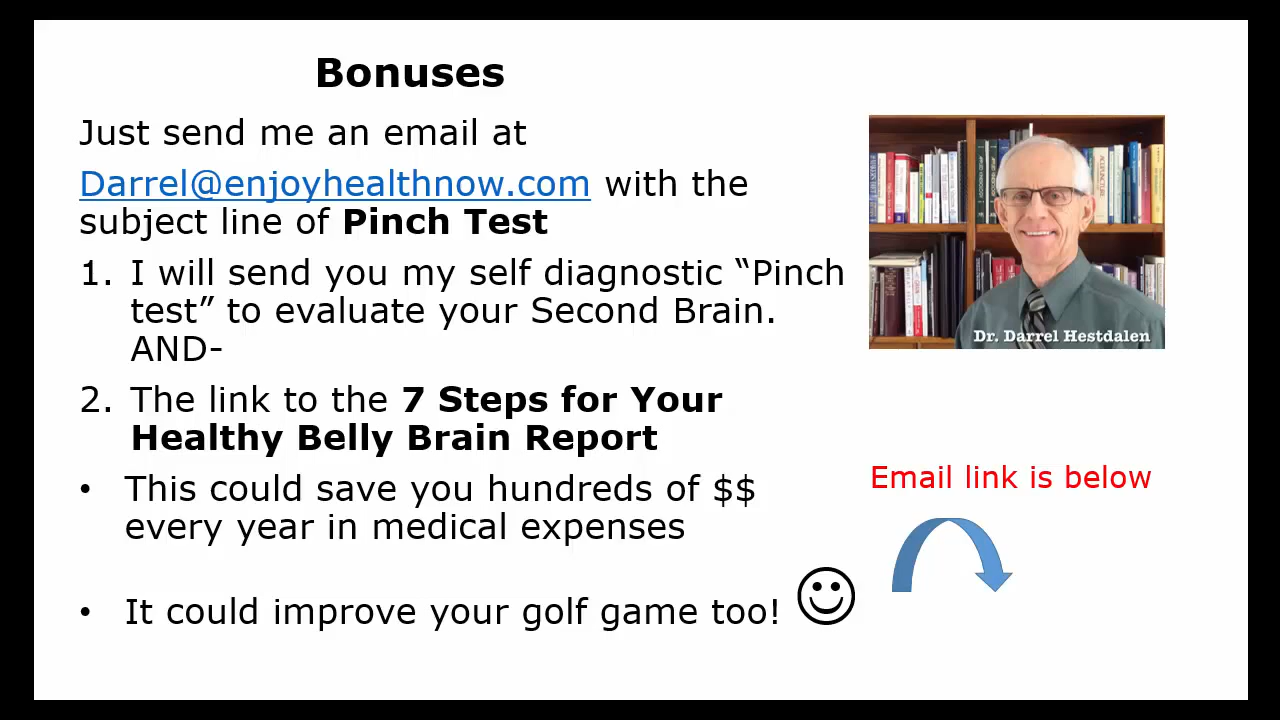 Bonuses
Just send me an email at
Darrel@enjoyhealthnow.com with the
subject line of Pinch Test
1. I will send you my self diagnostic “Pinch
test” to evaluate your Second Brain.
AND-
2. The link to the 7 Steps for Your
Healthy Belly Brain Report
• This could save you hundreds of $$
every year in medical expenses
• It could improve your golf game too!
Dr. Darrel Hestdalen
Email link is below